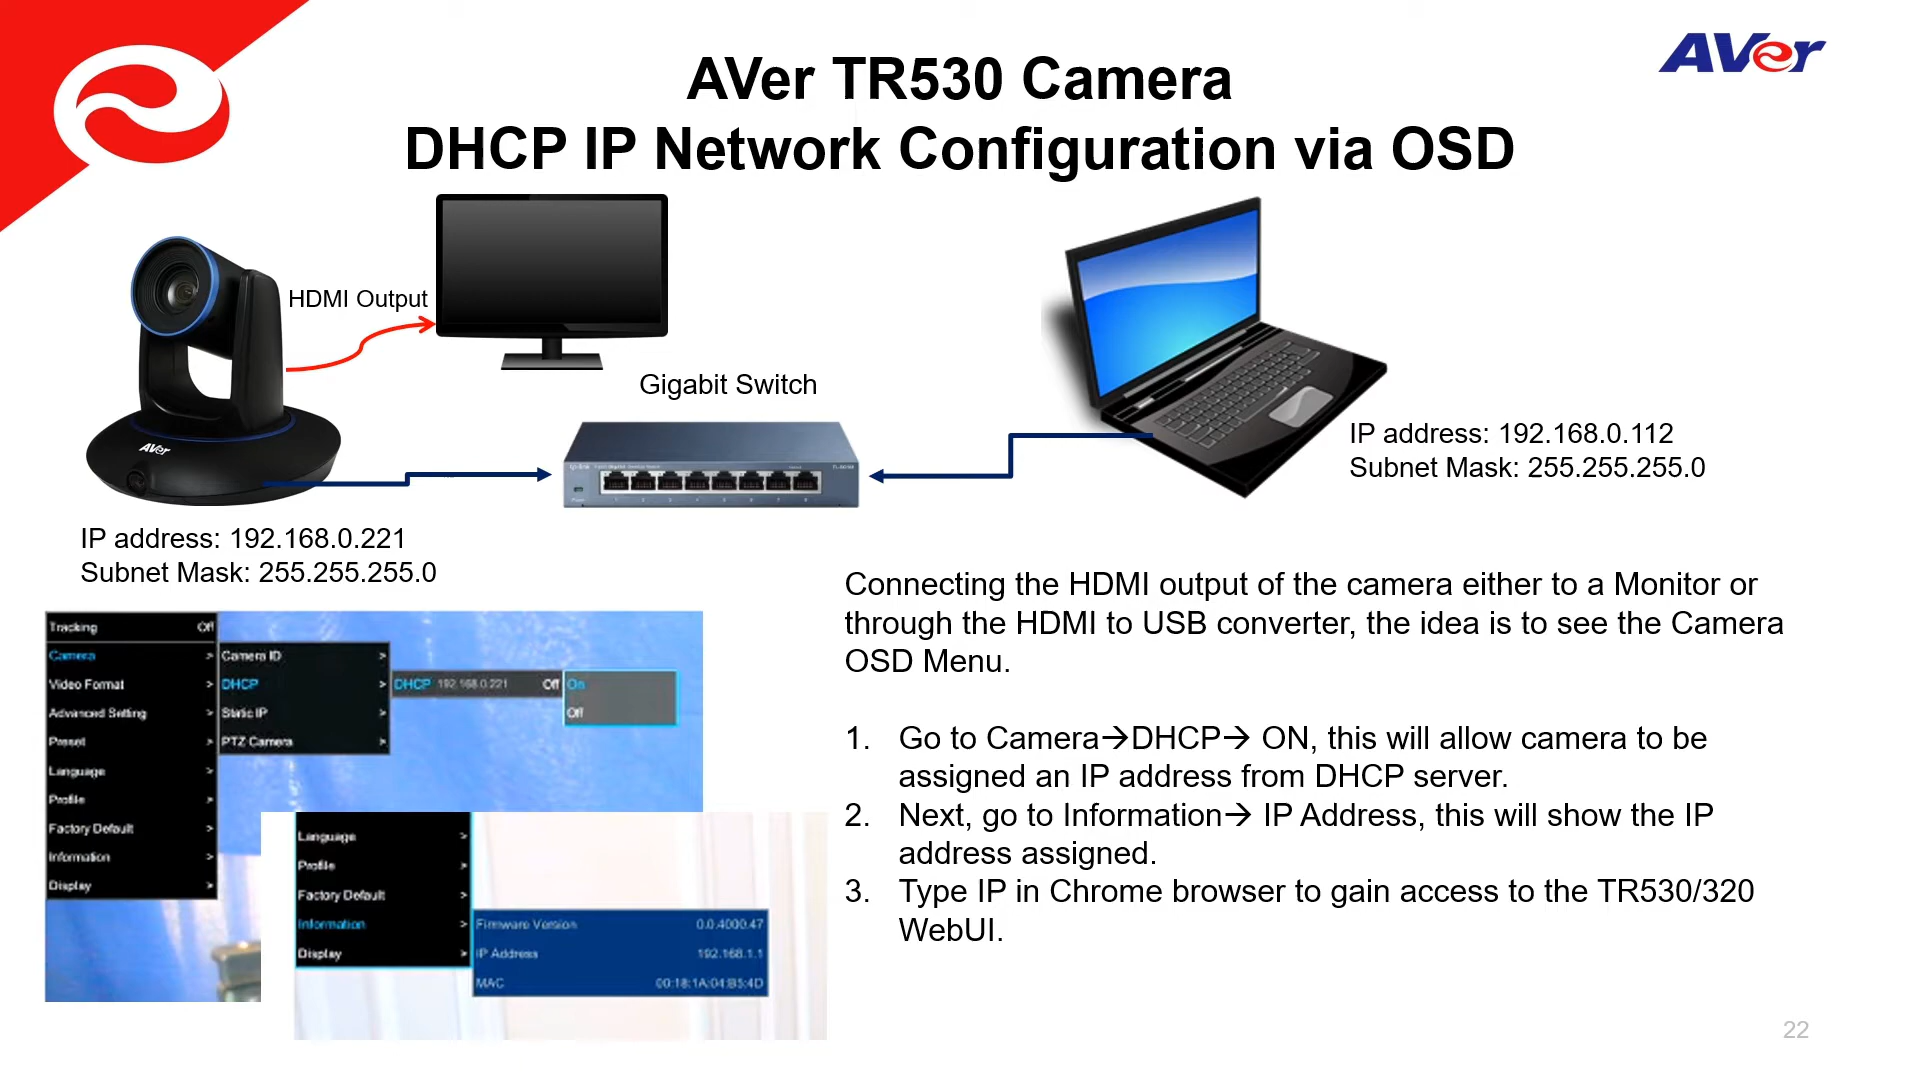 AVer
AVer TR530 Camera
DHCP IP Network Configuration via OSD
HDMI Output
Gigabit Switch
AVer
IP address: 192.168.0.112
Subnet Mask: 255.255.255.0
IP address: 192.168.0.221
Subnet Mask: 255.255.255.0
Connecting the HDMI output of the camera either to a Monitor or
through the HDMI to USB converter, the idea is to see the Camera
OSD Menu.
1. Go to Camera→DHCP→ ON, this will allow camera to be
assigned an IP address from DHCP server.
2. Next, go to Information→ IP Address, this will show the IP
address assigned.
3. Type IP in Chrome browser to gain access to the TR530/320
WebUI.
Tracking Off
Camera >
Video Format >
Advanced Setting >
Preset >
Language >
Profile >
Factory Default >
Information >
Display >
Camera ID >
DHCP >
Static IP >
PTZ Camera >
DHCP 192.168.0.221 Off
On
Off
Language >
Profile >
Factory Default >
Information >
Display >
Firmware Version 0.0.4000.47
IP Address 192.168.1.1
MAC 00:18:1A:04:B5:4D
22